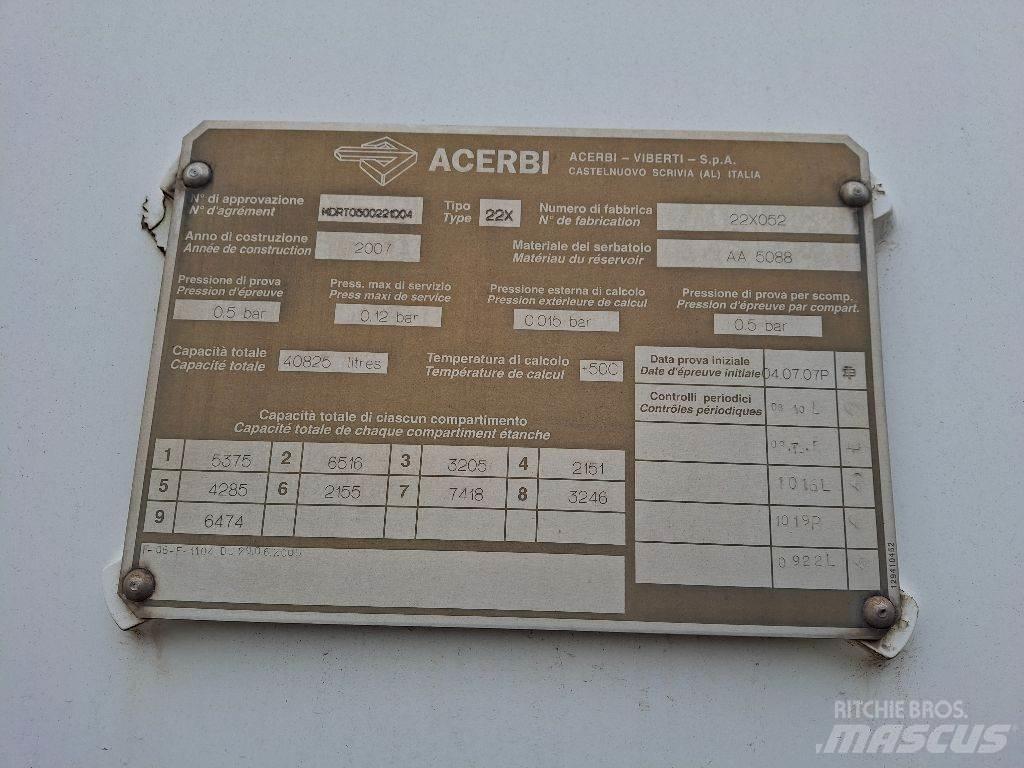 ACERBI
ACERBI - VIBERTI - S.p.A.
CASTELNUOVO SCRIVIA (AL) ITALIA
N° di approvazione
N° d'agrément
Tipo
Type
22X
Numero di fabbrica
N° de fabrication
22X052
Anno di costruzione
Année de construction
2007
Materiale del serbatoio
Matériau du réservoir
AA 5088
Pressione di prova
Pression d'épreuve
0.5 bar
Press. max di servizio
Press maxi de service
0.12 bar
Pressione esterna di calcolo
Pression extérieure de calcul
0.015 bar
Pressione di prova per scomp.
Pression d'épreuve par compart.
0.5 bar
Capacità totale
Capacité totale
40825 litres
Temperatura di calcolo
Température de calcul
+50C
Data prova iniziale
Date d'épreuve initiale
04.07.07P
Controlli periodici
Contrôles périodiques
10 L
1019P
0922L
Capacità totale di ciascun compartimento
Capacité totale de chaque compartiment étanche
1 5375 2 6516 3 3205 4 2151
5 4285 6 2155 7 7418 8 3246
9 6474
129410452
RITCHIE BROS.
MASCUS